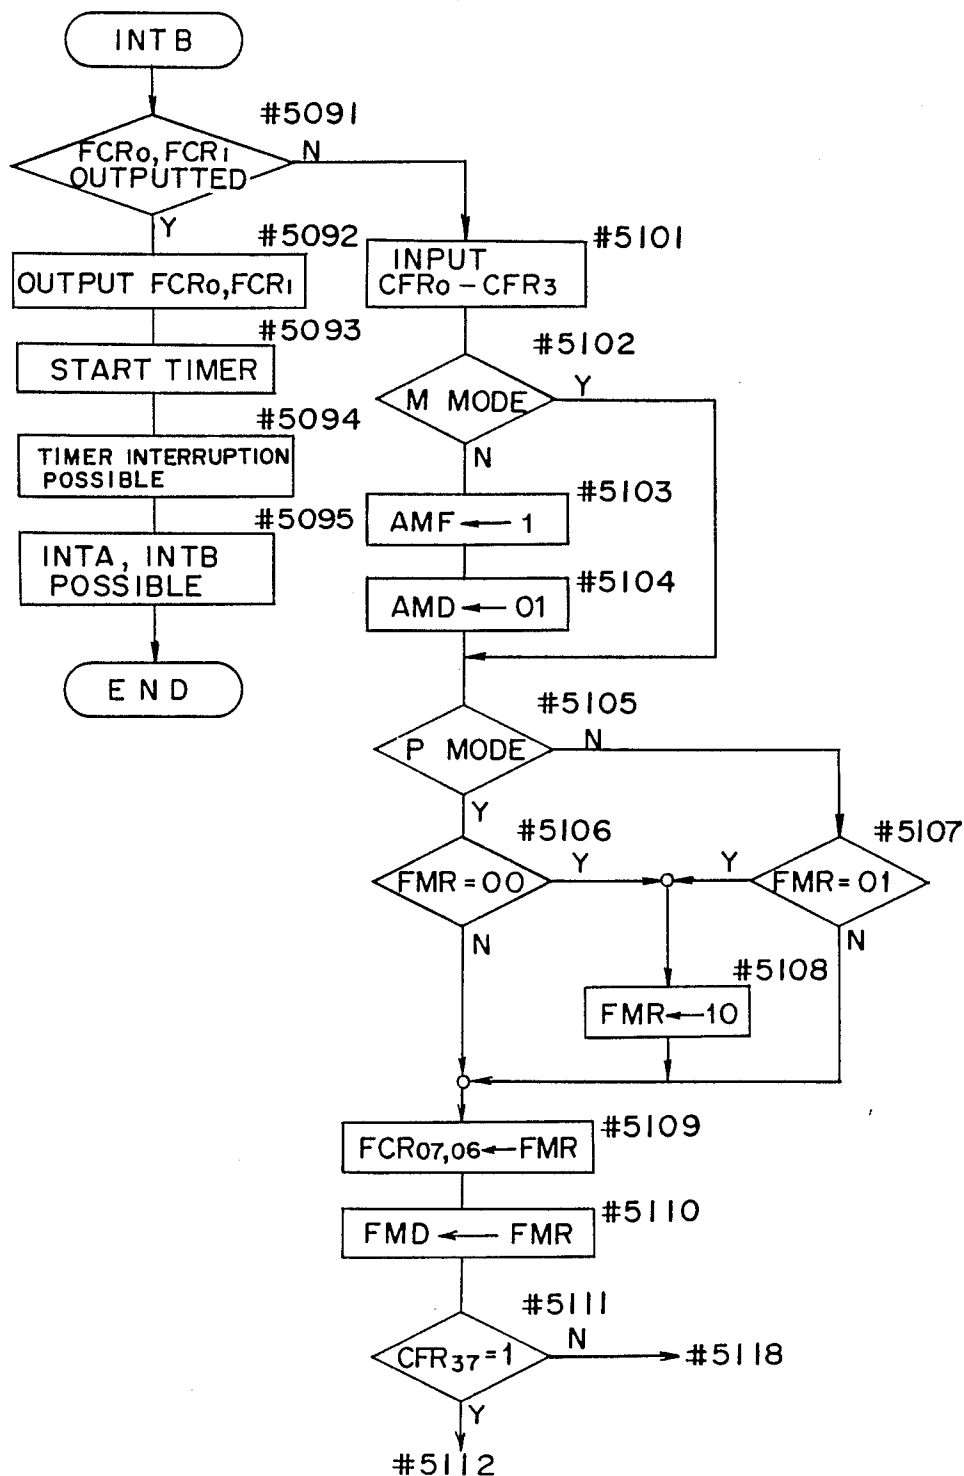 INTB
#5091
FCR0, FCR1
OUTPUTTED
N
Y
#5092
OUTPUT FCR0, FCR1
#5093
START TIMER
#5094
TIMER INTERRUPTION
POSSIBLE
#5095
INTA, INTB
POSSIBLE
END
#5101
INPUT
CFR0 - CFR3
#5102
M MODE
Y
N
#5103
AMF ← 1
#5104
AMD ← 01
#5105
P MODE
N
Y
#5106
FMR = 00
Y
N
#5107
Y
FMR = 01
N
#5108
FMR ← 10
#5109
FCR07,06 ← FMR
#5110
FMD ← FMR
#5111
CFR37 = 1
N
#5118
Y
#5112